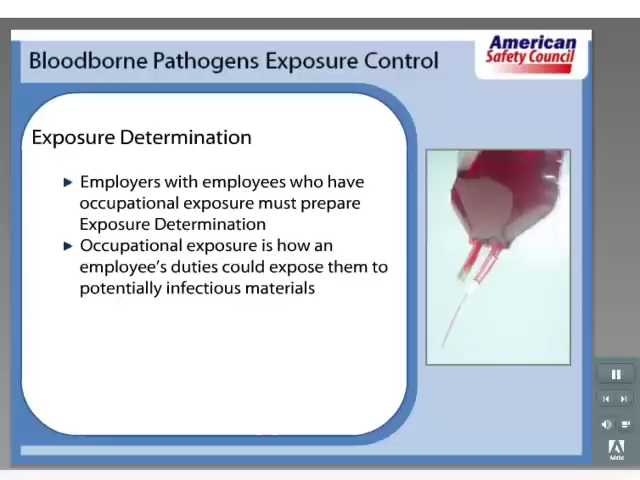 Bloodborne Pathogens Exposure Control
American
Safety Council
Exposure Determination
Employers with employees who have
occupational exposure must prepare
Exposure Determination
Occupational exposure is how an
employee's duties could expose them to
potentially infectious materials
Adobe